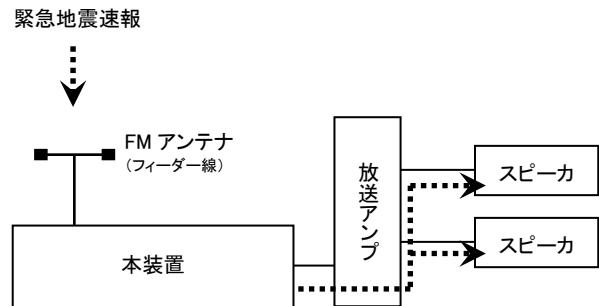 緊急地震速報
FM アンテナ
(フィーダー線)
本装置
放送アンプ
スピーカ
スピーカ